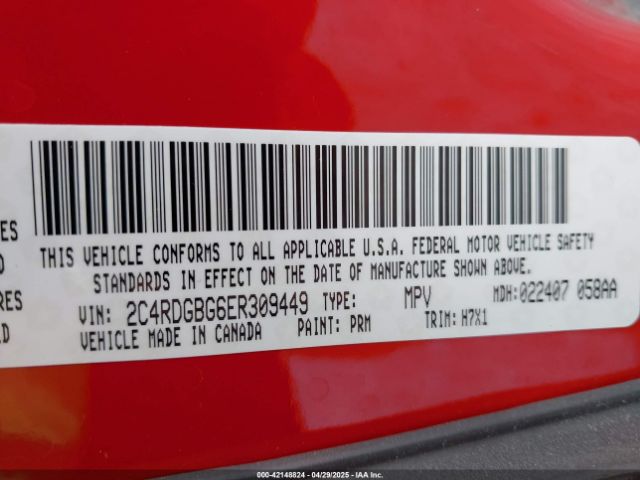 ES
THIS VEHICLE CONFORMS TO ALL APPLICABLE U.S.A. FEDERAL MOTOR VEHICLE SAFETY
D
STANDARDS IN EFFECT ON THE DATE OF MANUFACTURE SHOWN ABOVE.
RES
VIN: 2C4RDGBG6ER309449 TYPE: MPV MDH:022407 058AA
D
VEHICLE MADE IN CANADA PAINT: PRM TRIM: H7X1
000-42148824 | 04/29/2025 | IAA Inc.